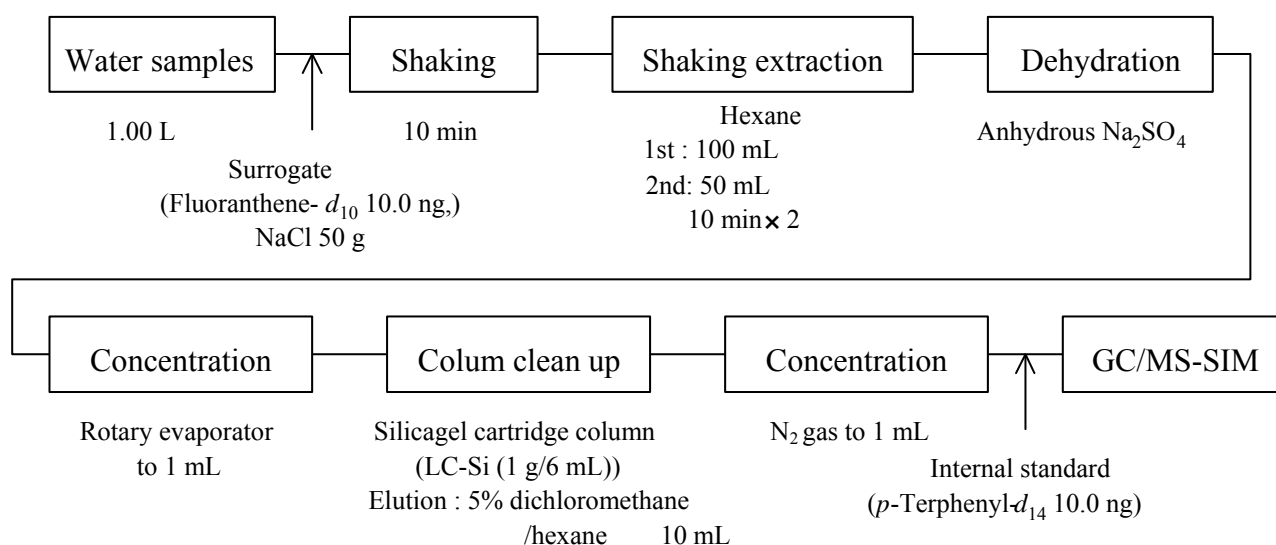 Water samples
Shaking
Shaking extraction
Dehydration
1.00 L
Surrogate
(Fluoranthene- d₁₀ 10.0 ng,)
NaCl 50 g
10 min
Hexane
1st : 100 mL
2nd: 50 mL
10 min × 2
Anhydrous Na₂SO₄
Concentration
Colum clean up
Concentration
GC/MS-SIM
Rotary evaporator
to 1 mL
Silicagel cartridge column
(LC-Si (1 g/6 mL))
Elution : 5% dichloromethane
/hexane 10 mL
N₂ gas to 1 mL
Internal standard
(p-Terphenyl-d₁₄ 10.0 ng)